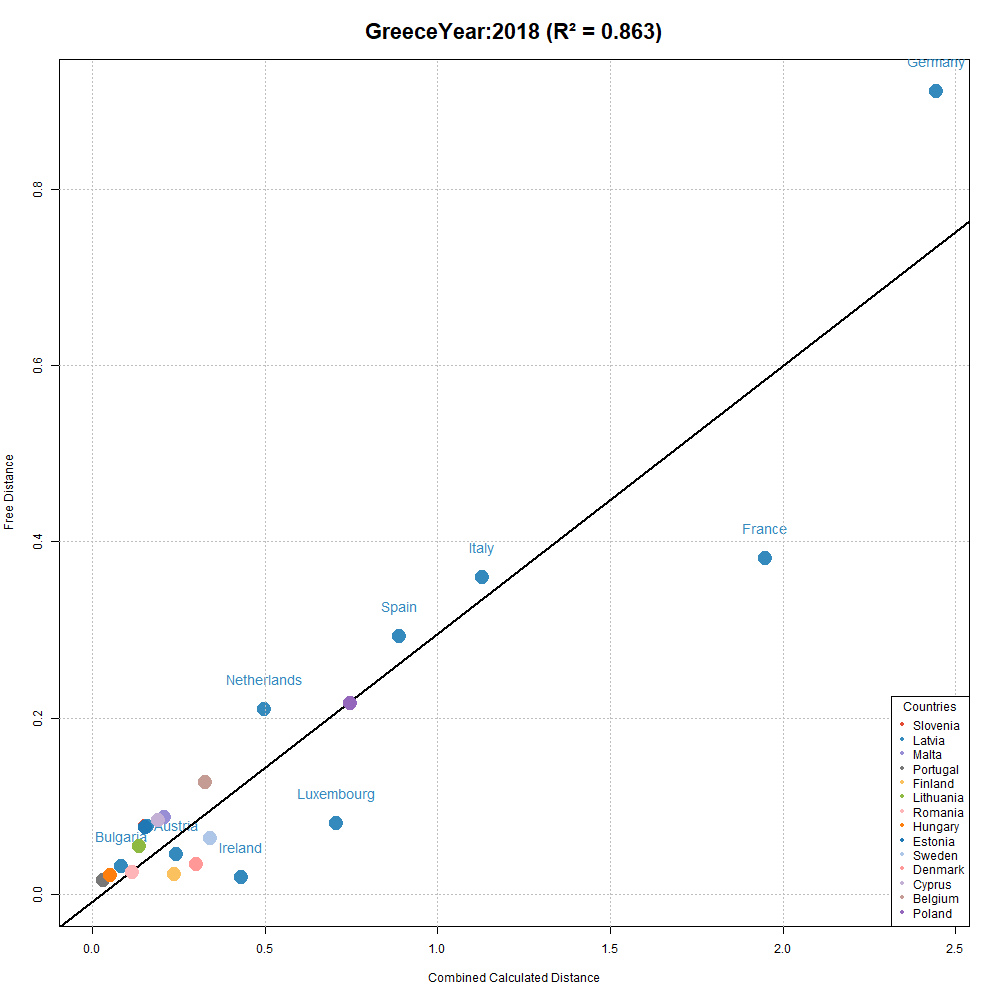 GreeceYear:2018 (R² = 0.863)
Germany
0.8
0.6
Free Distance
0.4
France
Italy
Spain
Netherlands
0.2
Luxembourg
Bulgaria
Austria
Ireland
0.0
Countries
Slovenia
Latvia
Malta
Portugal
Finland
Lithuania
Romania
Hungary
Estonia
Sweden
Denmark
Cyprus
Belgium
Poland
0.0 0.5 1.0 1.5 2.0 2.5
Combined Calculated Distance